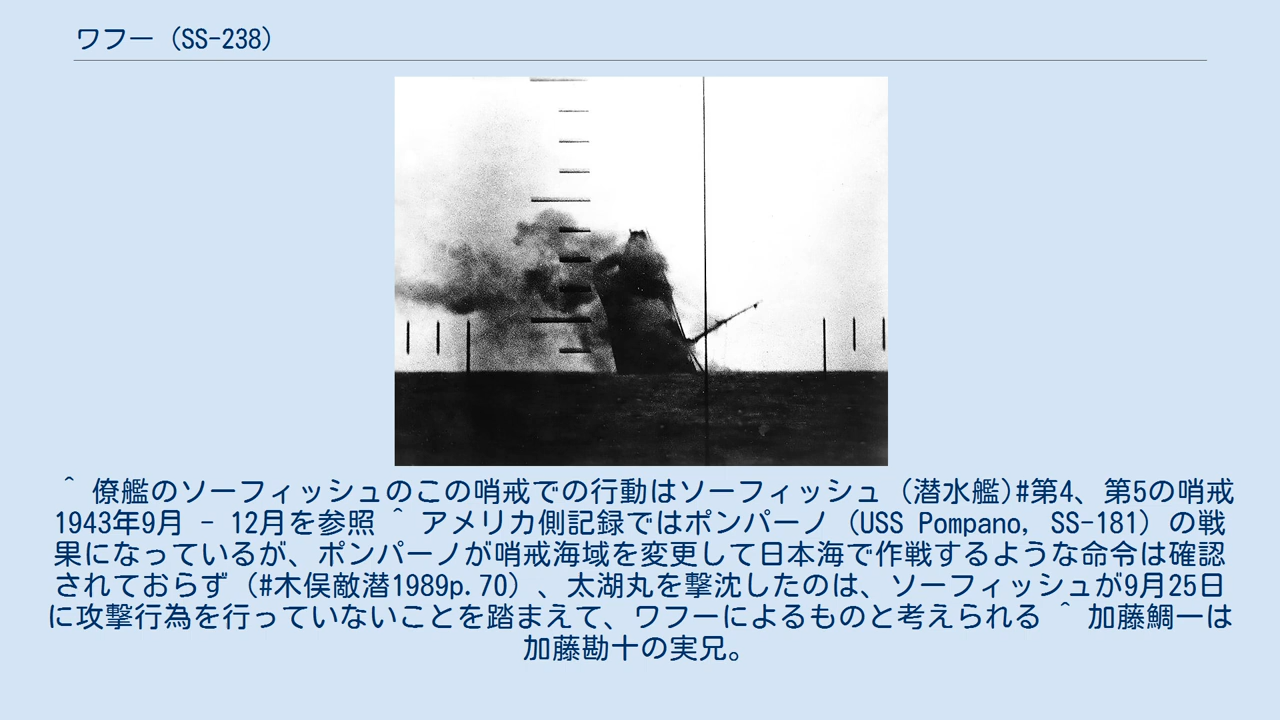 ワフー (SS-238)
^ 僚艦のソーフィッシュのこの哨戒での行動はソーフィッシュ (潜水艦)#第4、第5の哨戒
1943年9月 - 12月を参照 ^ アメリカ側記録ではポンパーノ (USS Pompano, SS-181) の戦
果になっているが、ポンパーノが哨戒海域を変更して日本海で作戦するような命令は確認
されておらず (#木俣敵潜1989p.70) 、太湖丸を撃沈したのは、ソーフィッシュが9月25日
に攻撃行為を行っていないことを踏まえて、ワフーによるものと考えられる ^ 加藤鯛一は
加藤勘十の実兄。